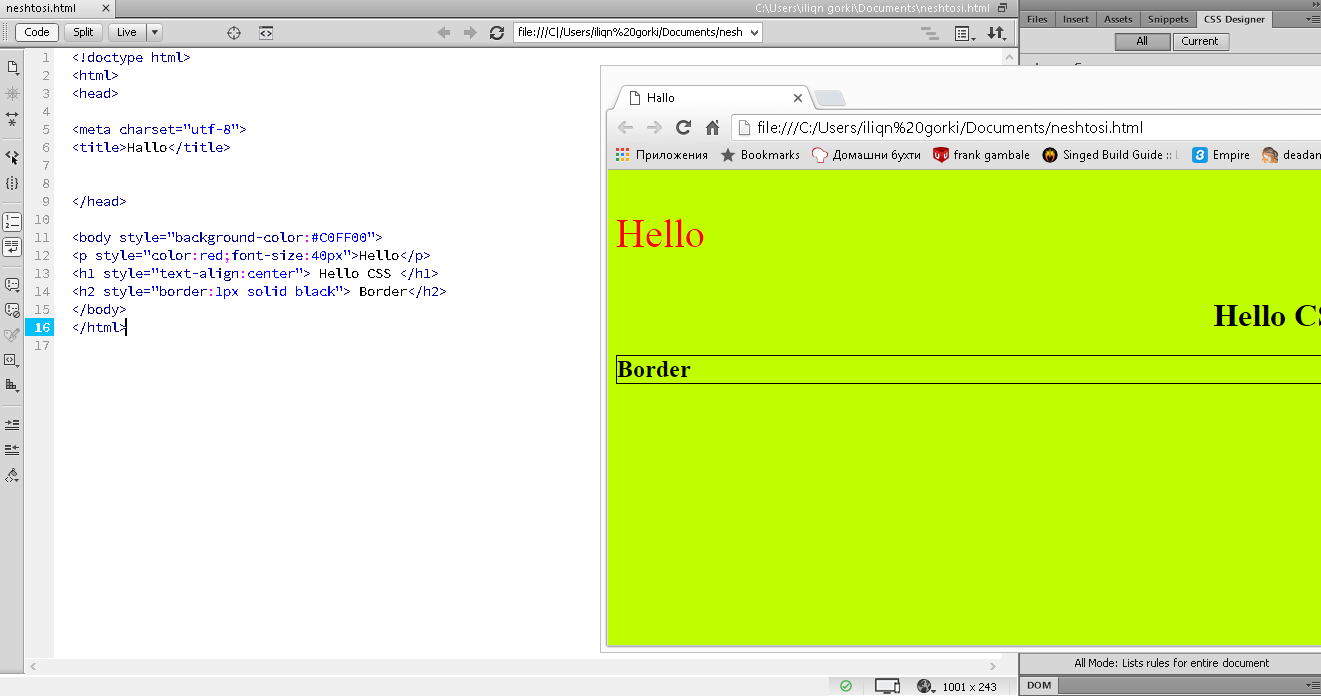 neshtosi.html
C:\Users\iliqn gorki\Documents\neshtosi.html
Files Insert Assets Snippets CSS Designer
Code Split Live
file:///C|/Users/iliqn%20gorki/Documents/nesh
All Current
1 <!doctype html>
2 <html>
3 <head>
4
5 <meta charset="utf-8">
6 <title>Hallo</title>
7
8
9 </head>
10
11 <body style="background-color:#C0FF00">
12 <p style="color:red;font-size:40px">Hello</p>
13 <h1 style="text-align:center"> Hello CSS </h1>
14 <h2 style="border:1px solid black"> Border</h2>
15 </body>
16 </html>
17
Hallo
file:///C:/Users/iliqn%20gorki/Documents/neshtosi.html
Приложения Bookmarks Домашни бухти frank gambale Singed Build Guide :: Empire deadan
Hello
Hello CS
Border
All Mode: Lists rules for entire document
DOM
1001 x 243